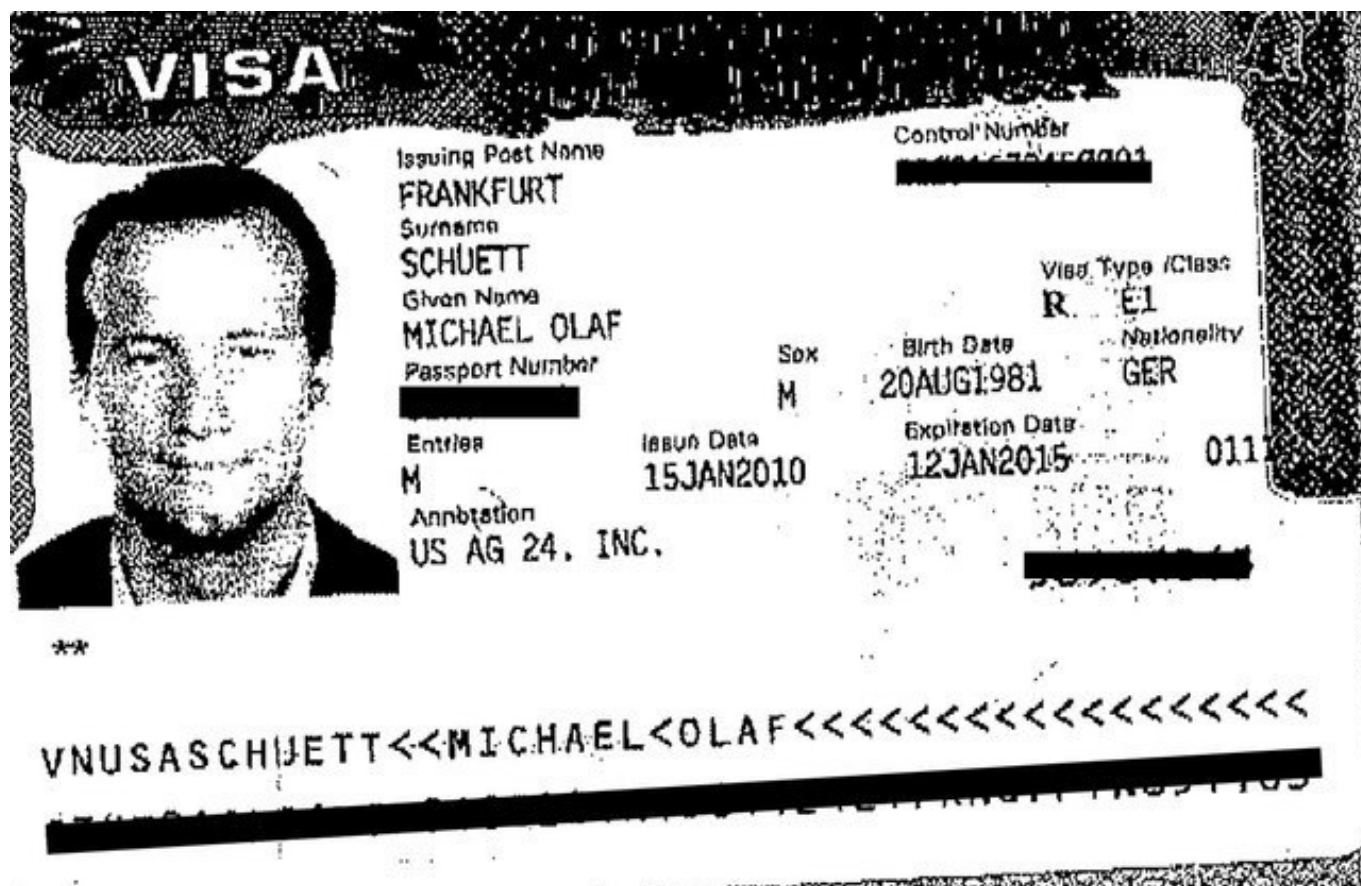 VISA
Issuing Post Name
Control Number
FRANKFURT
Surname
SCHUETT
Visa Type /Class
R E1
Given Name
MICHAEL OLAF
Passport Number
Sex
Birth Date
Nationality
M
20AUG1981
GER
Entries
Issue Date
Expiration Date
M
15JAN2010
12JAN2015
011
Annotation
US AG 24, INC.
**
VNUSASCHUETT<<MICHAEL<OLAF<<<<<<<<<<<<<<<<<<